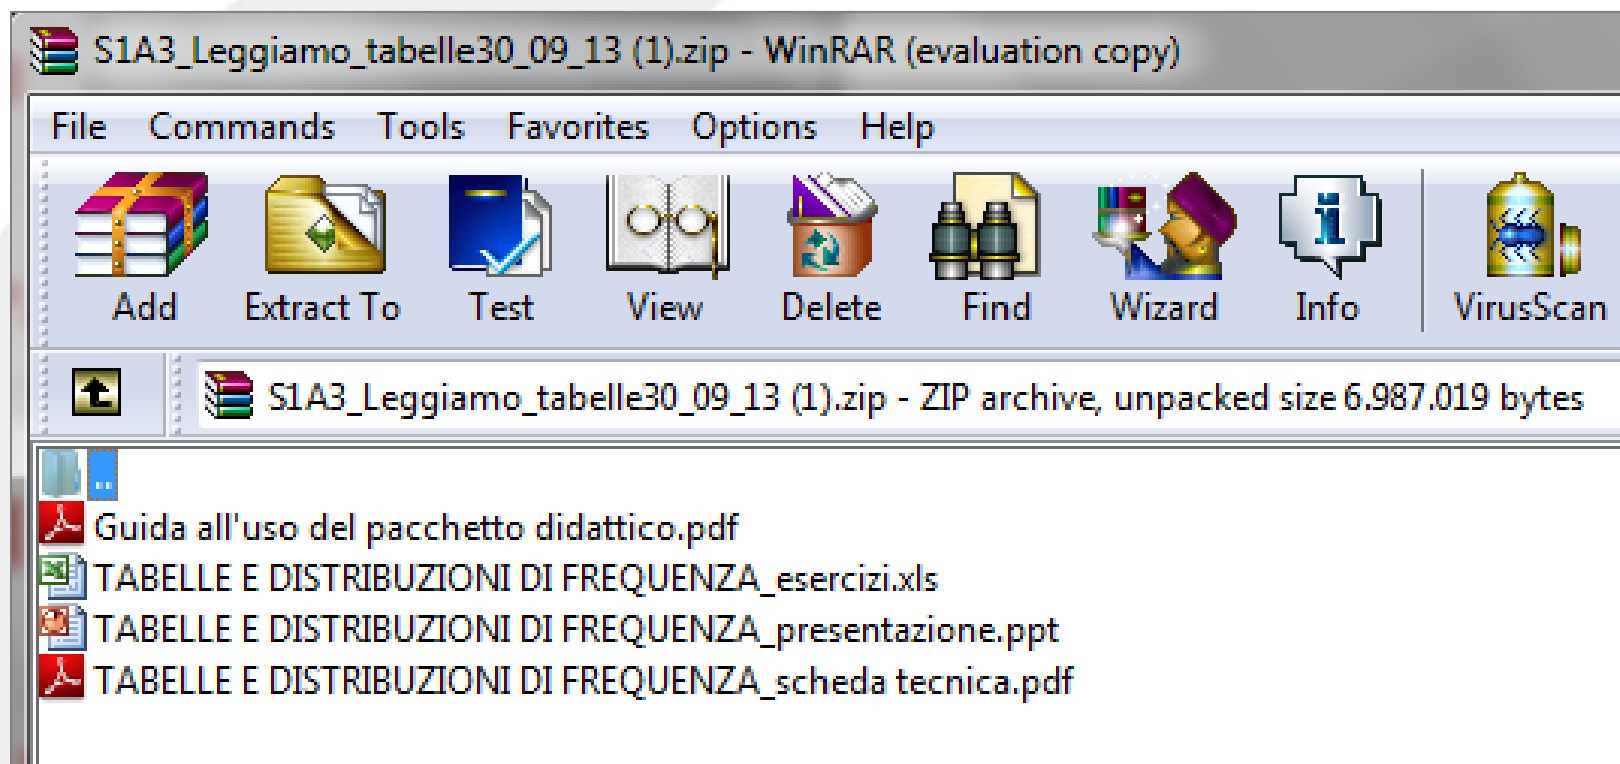 S1A3_Leggiamo_tabelle30_09_13 (1).zip - WinRAR (evaluation copy)
File Commands Tools Favorites Options Help
Add Extract To Test View Delete Find Wizard Info VirusScan
S1A3_Leggiamo_tabelle30_09_13 (1).zip - ZIP archive, unpacked size 6.987.019 bytes
..
Guida all'uso del pacchetto didattico.pdf
TABELLE E DISTRIBUZIONI DI FREQUENZA_esercizi.xls
TABELLE E DISTRIBUZIONI DI FREQUENZA_presentazione.ppt
TABELLE E DISTRIBUZIONI DI FREQUENZA_scheda tecnica.pdf